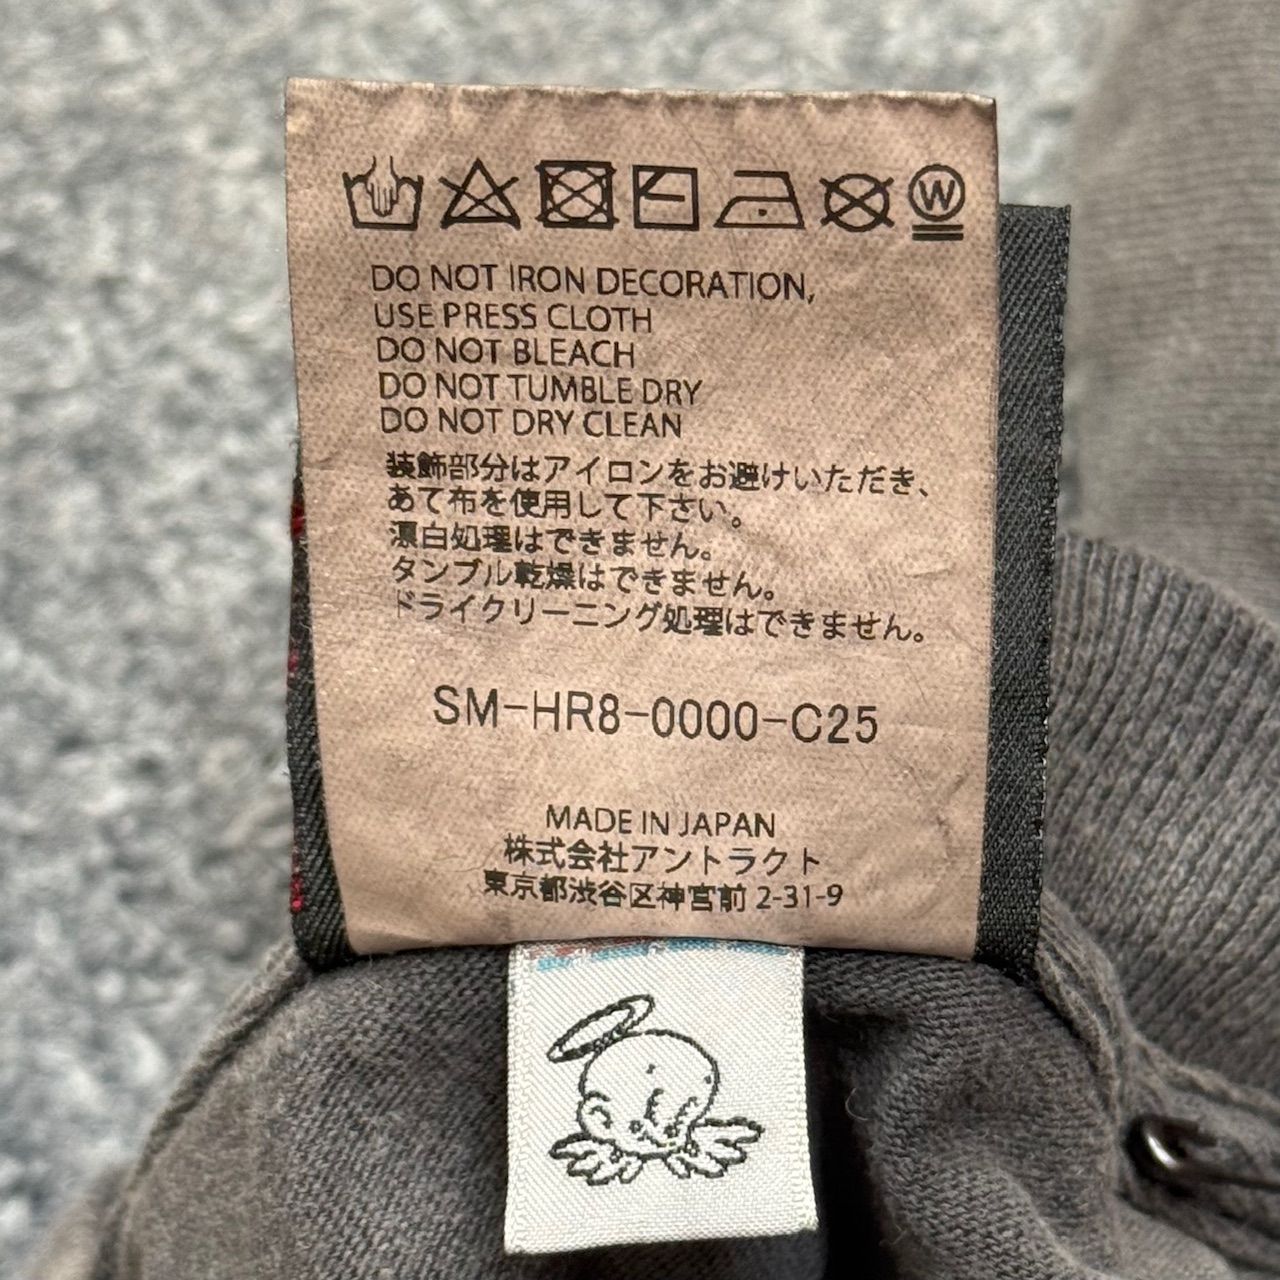 W
DO NOT IRON DECORATION,
USE PRESS CLOTH
DO NOT BLEACH
DO NOT TUMBLE DRY
DO NOT DRY CLEAN
装飾部分はアイロンをお避けいただき、
あて布を使用して下さい。
漂白処理はできません。
タンブル乾燥はできません。
ドライクリーニング処理はできません。
SM-HR8-0000-C25
MADE IN JAPAN
株式会社アントラクト
東京都渋谷区神宮前 2-31-9